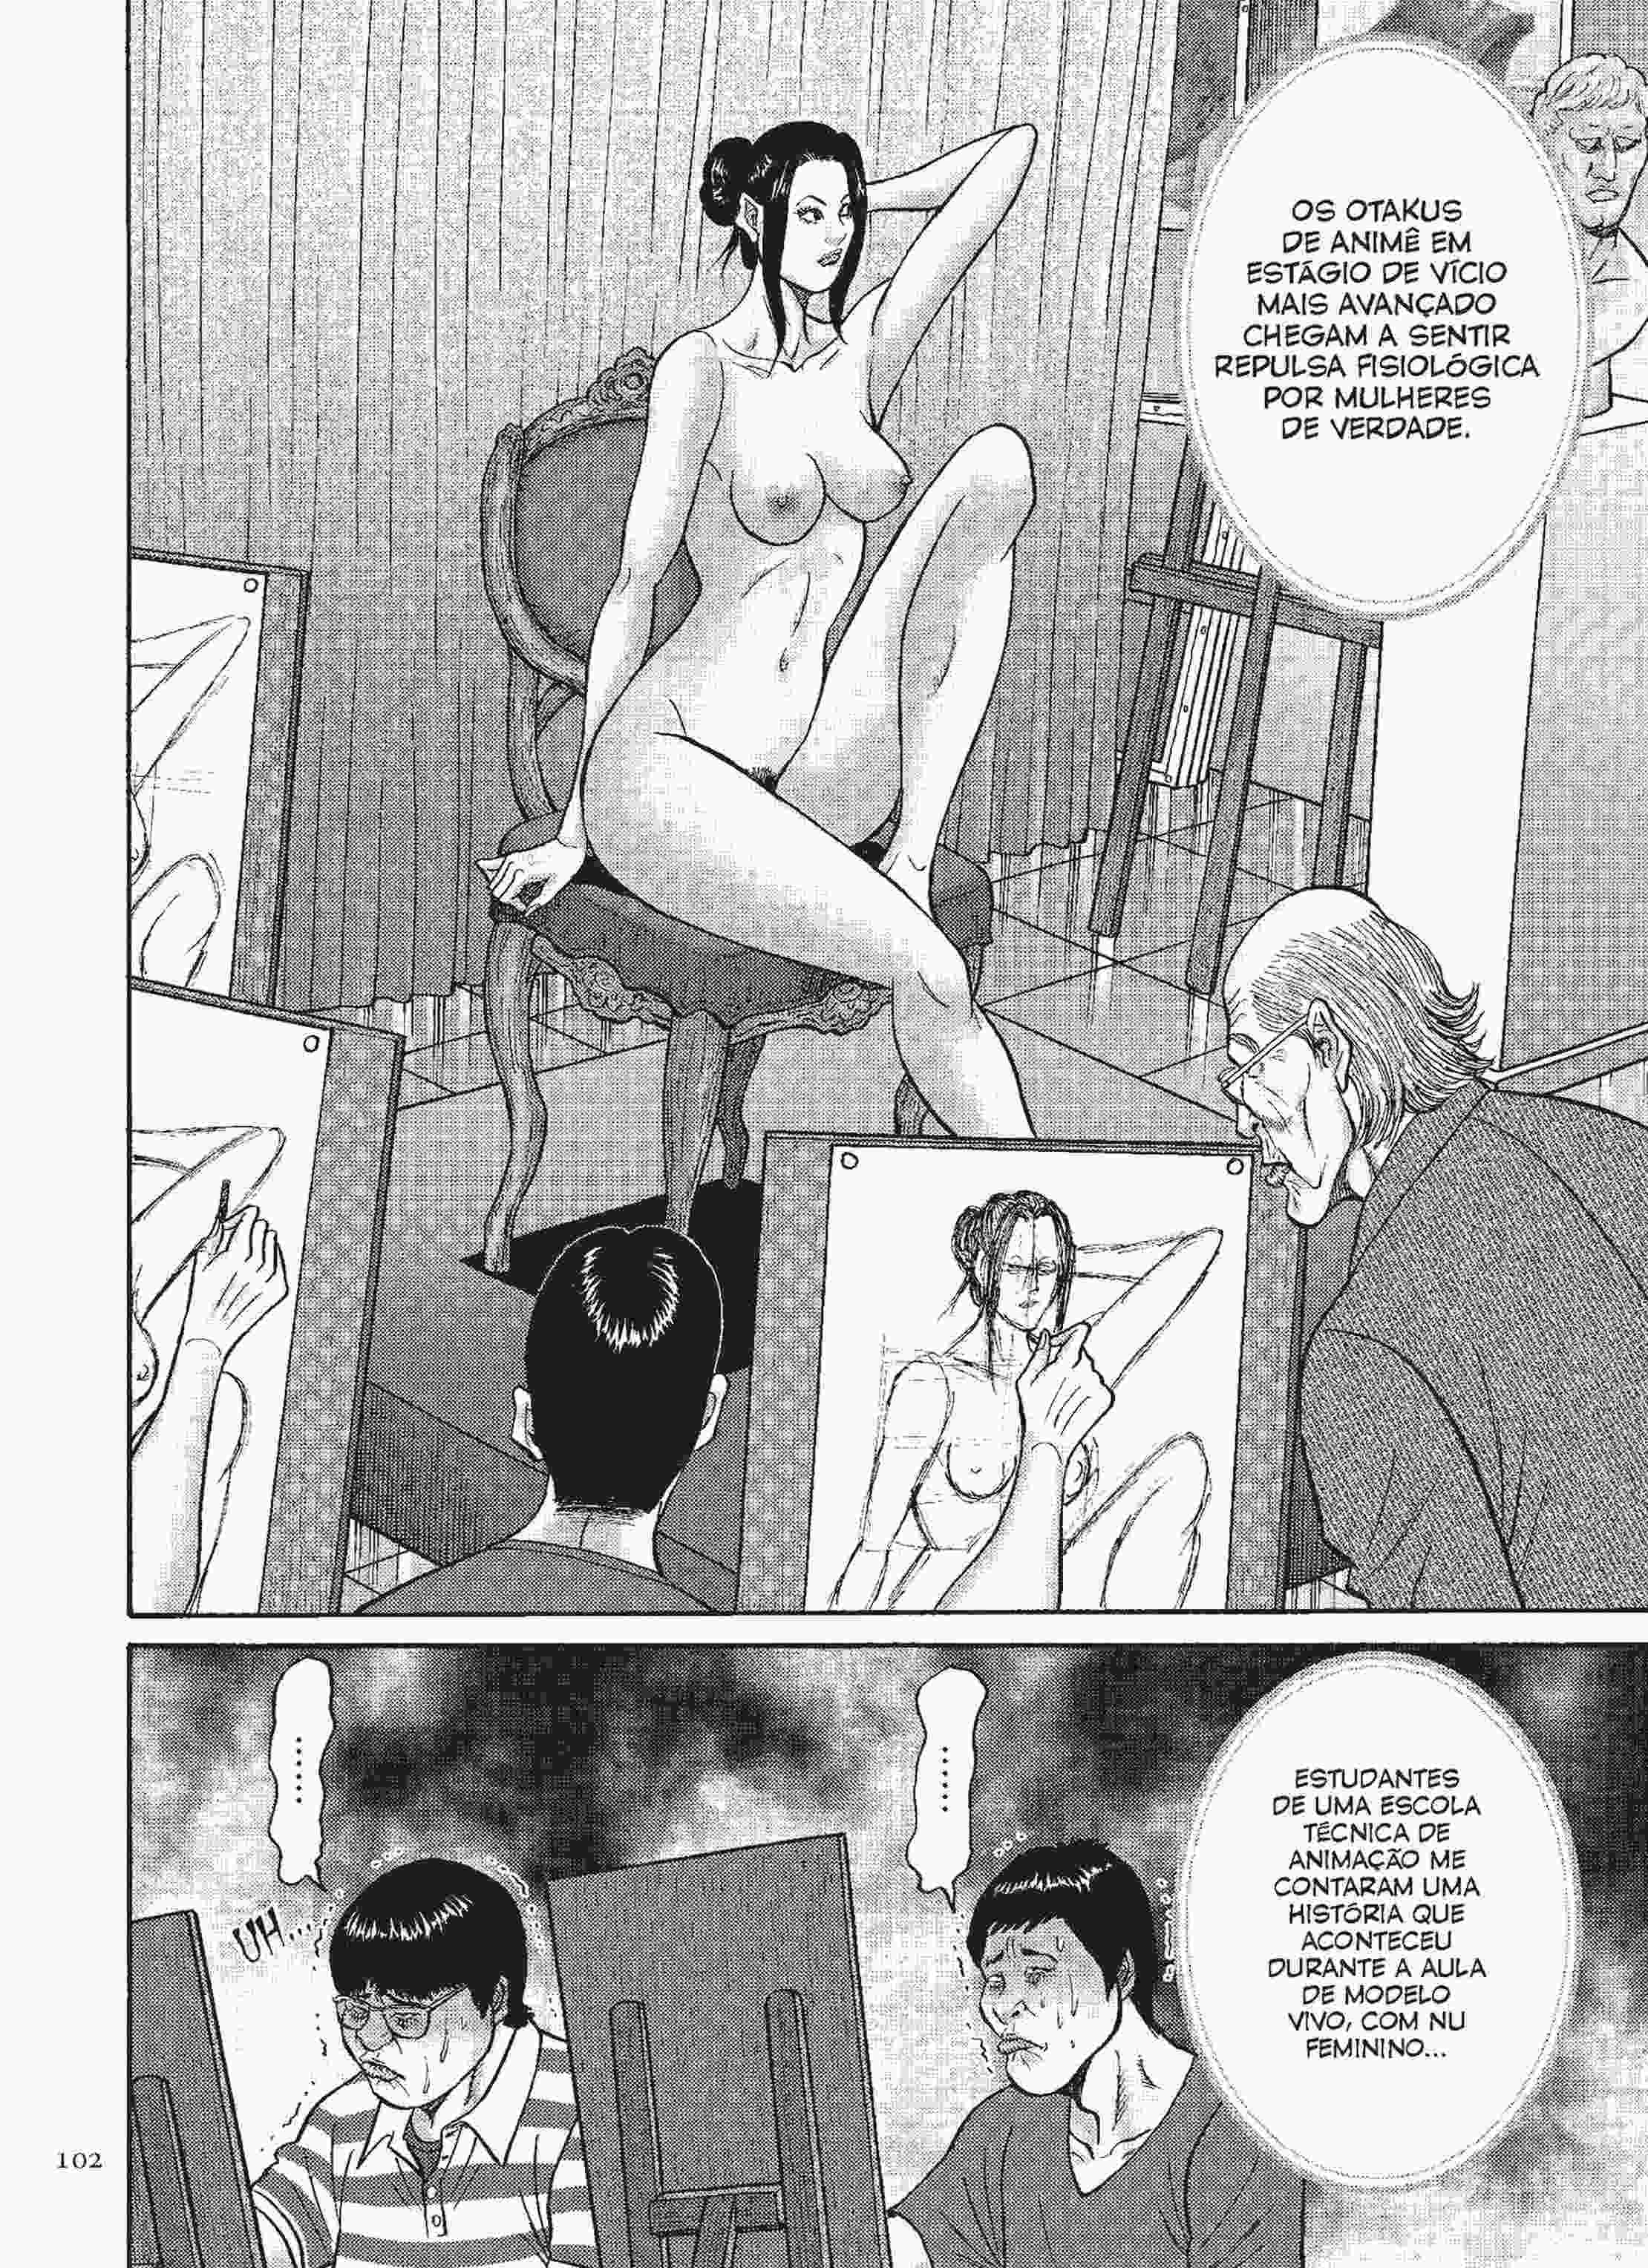 OS OTAKUS
DE ANIMÊ EM
ESTÁGIO DE VÍCIO
MAIS AVANÇADO
CHEGAM A SENTIR
REPULSA FISIOLÓGICA
POR MULHERES
DE VERDADE.
ESTUDANTES
DE UMA ESCOLA
TÉCNICA DE
ANIMAÇÃO ME
CONTARAM UMA
HISTÓRIA QUE
ACONTECEU
DURANTE A AULA
DE MODELO
VIVO, COM NU
FEMININO...
......
......
UH...
102